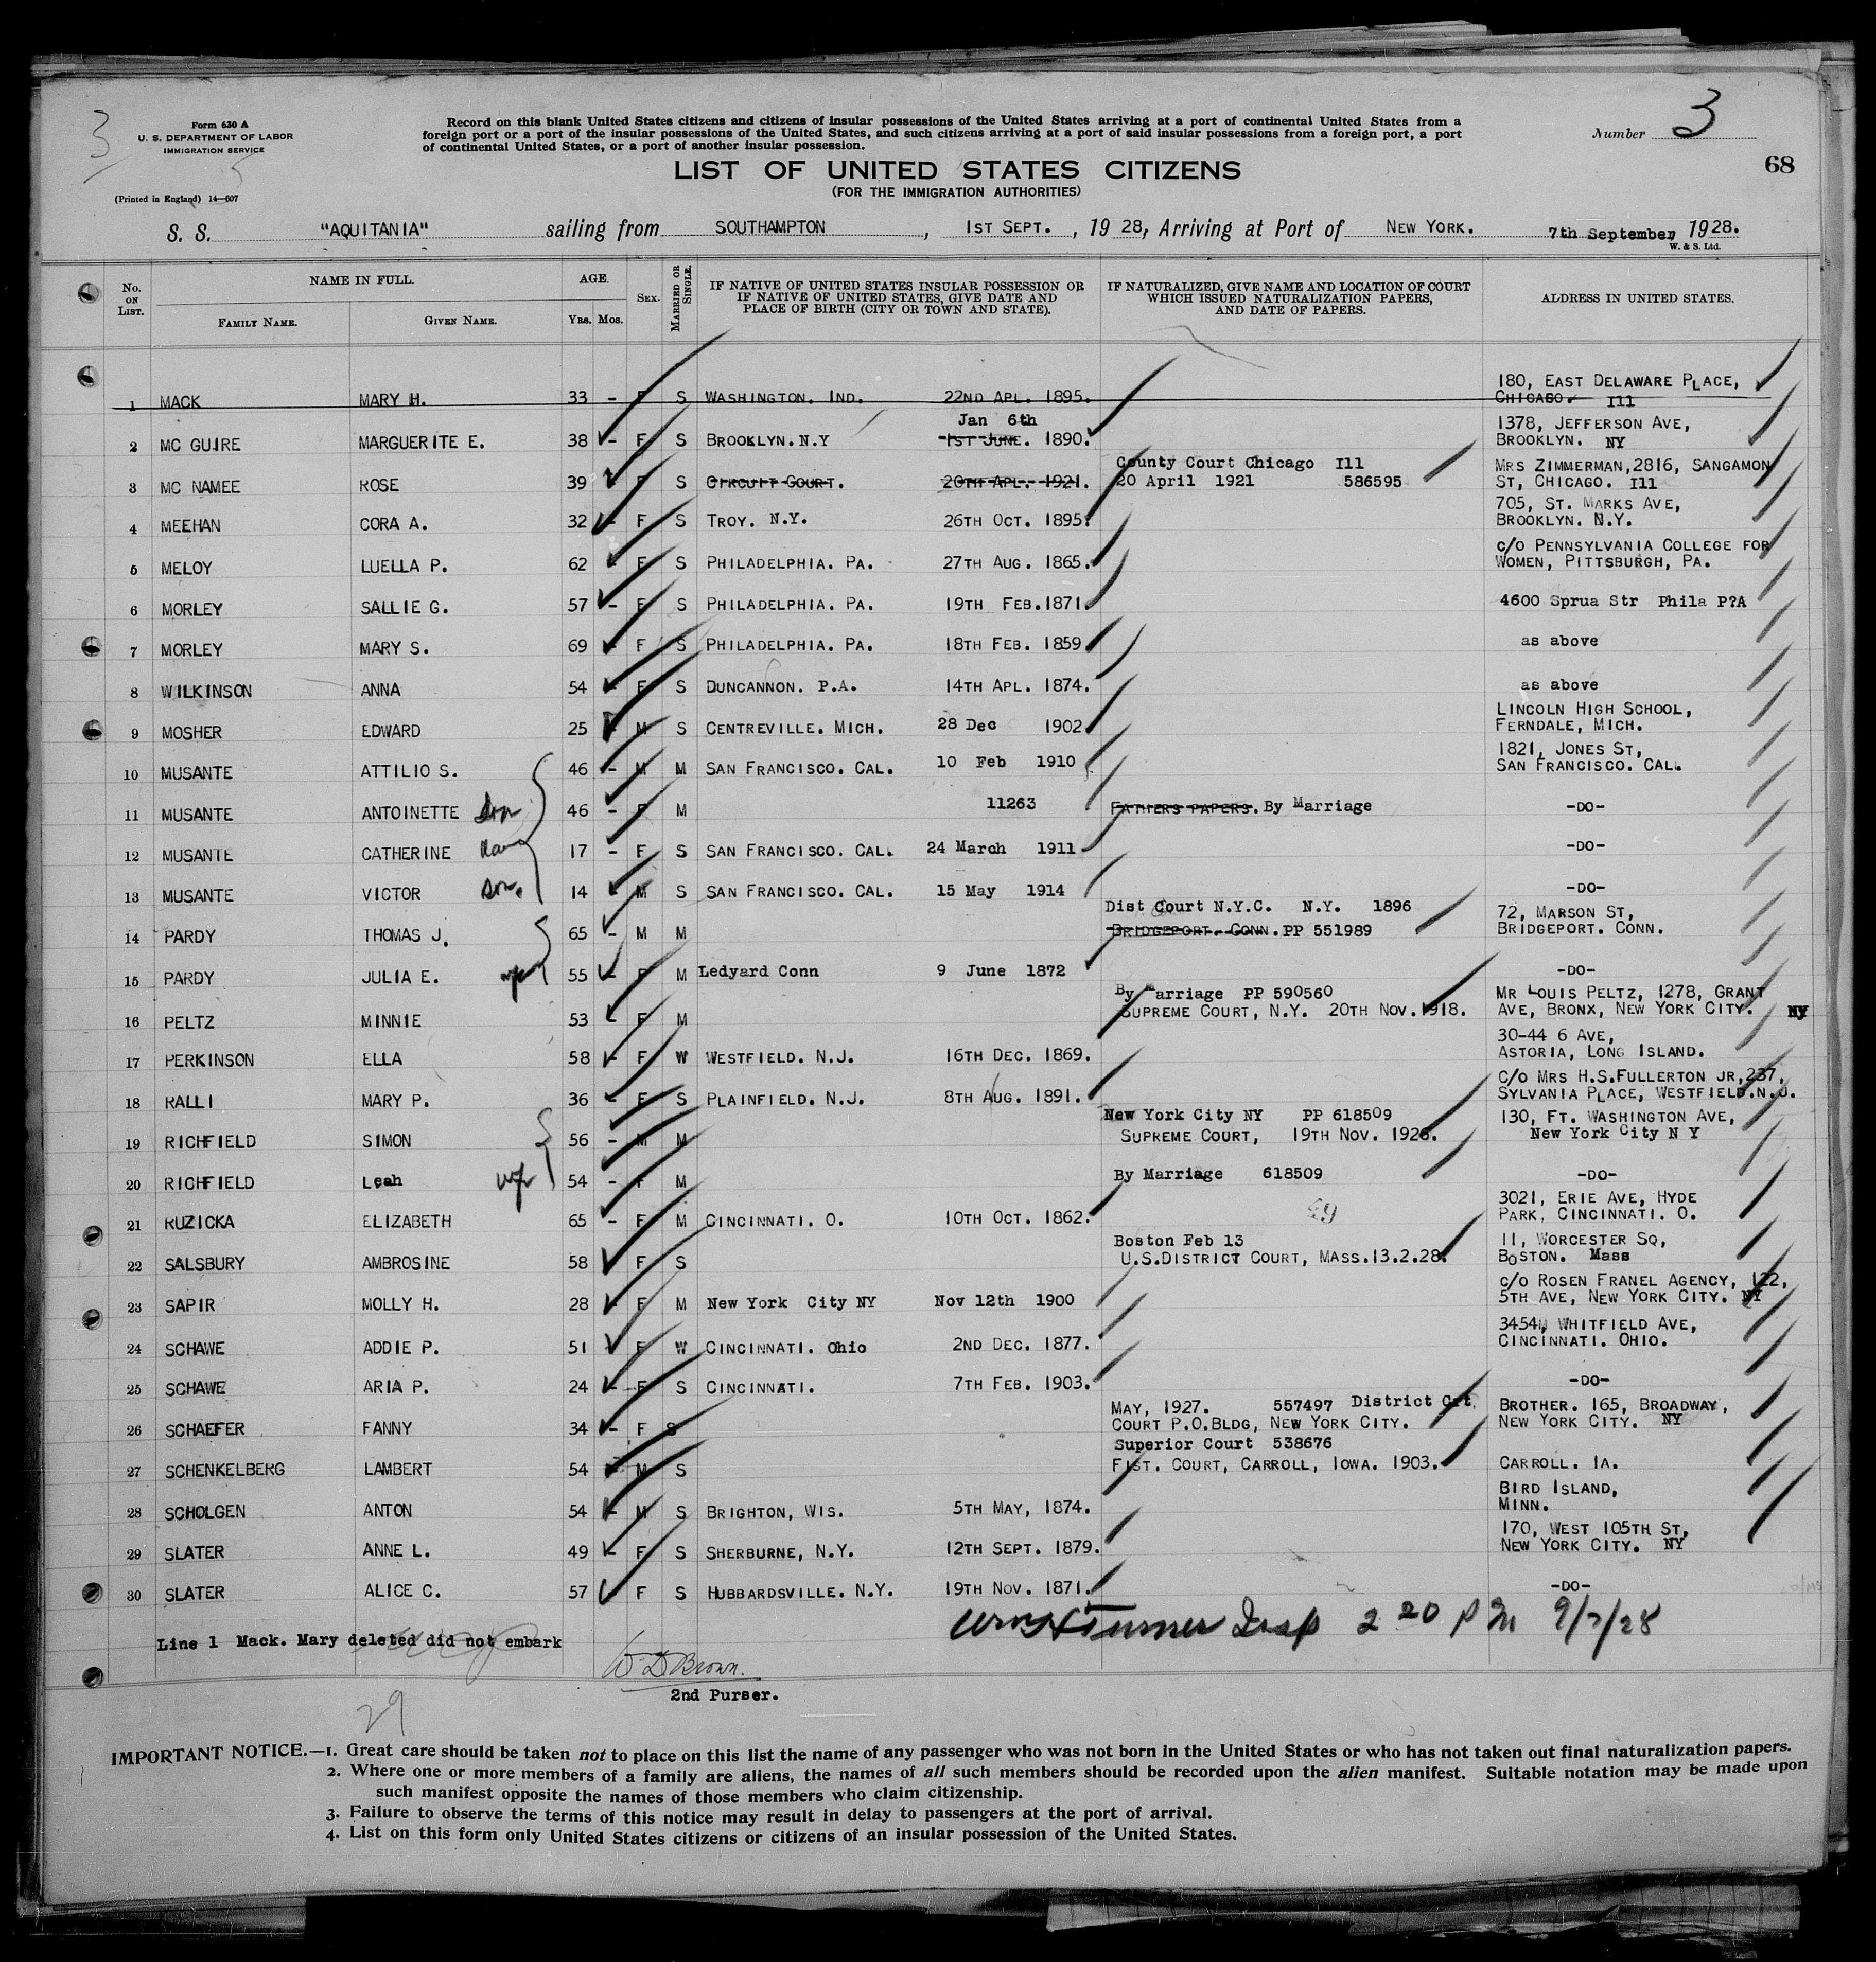 3
Form 630 A
U. S. DEPARTMENT OF LABOR
IMMIGRATION SERVICE
(Printed in England) 14—607
Record on this blank United States citizens and citizens of insular possessions of the United States arriving at a port of continental United States from a
foreign port or a port of the insular possessions of the United States, and such citizens arriving at a port of said insular possessions from a foreign port, a port
of continental United States, or a port of another insular possession.
Number 3
68
LIST OF UNITED STATES CITIZENS
(FOR THE IMMIGRATION AUTHORITIES)
S. S. "AQUITANIA" sailing from SOUTHAMPTON, 1ST SEPT., 1928, Arriving at Port of NEW YORK. 7th September, 1928.
W. & S. Ltd.
No. ON LIST. NAME IN FULL. FAMILY NAME. GIVEN NAME. AGE. Yrs. Mos. SEX. MARRIED OR SINGLE. IF NATIVE OF UNITED STATES INSULAR POSSESSION OR IF NATIVE OF UNITED STATES, GIVE DATE AND PLACE OF BIRTH (CITY OR TOWN AND STATE). IF NATURALIZED, GIVE NAME AND LOCATION OF COURT WHICH ISSUED NATURALIZATION PAPERS, AND DATE OF PAPERS. ADDRESS IN UNITED STATES.
1 MACK MARY H. 33 - F S WASHINGTON. IND. 22ND APL. 1895. 180, EAST DELAWARE PLACE, CHICAGO. Ill
2 MC GUIRE MARGUERITE E. 38 - F S BROOKLYN. N.Y Jan 6th 1ST JUNE. 1890. 1378, JEFFERSON AVE, BROOKLYN. NY
3 MC NAMEE ROSE 39 F S CIRCUIT COURT. 20TH APL. 1921. County Court Chicago Ill 20 April 1921 586595 MRS ZIMMERMAN, 2816, SANGAMON ST, CHICAGO. Ill
4 MEEHAN CORA A. 32 - F S TROY. N.Y. 26TH OCT. 1895. 705, ST. MARKS AVE, BROOKLYN. N.Y.
5 MELOY LUELLA P. 62 F S PHILADELPHIA. PA. 27TH AUG. 1865. c/o PENNSYLVANIA COLLEGE FOR WOMEN, PITTSBURGH, PA.
6 MORLEY SALLIE G. 57 - F S PHILADELPHIA. PA. 19TH FEB. 1871. 4600 Sprua Str Phila P?A
7 MORLEY MARY S. 69 - F S PHILADELPHIA. PA. 18TH FEB. 1859 as above
8 WILKINSON ANNA 54 - F S DUNCANNON. P.A. 14TH APL. 1874. as above
9 MOSHER EDWARD 25 M S CENTREVILLE. MICH. 28 Dec 1902 LINCOLN HIGH SCHOOL, FERNDALE, MICH.
10 MUSANTE ATTILIO S. 46 - M M SAN FRANCISCO. CAL. 10 Feb 1910 1821, JONES ST, SAN FRANCISCO. CAL.
11 MUSANTE ANTOINETTE 46 - F M 11263 FATHERS PAPERS. By Marriage -DO-
12 MUSANTE CATHERINE 17 - F S SAN FRANCISCO. CAL. 24 March 1911 -DO-
13 MUSANTE VICTOR son. 14 - M S SAN FRANCISCO. CAL. 15 May 1914 -DO-
14 PARDY THOMAS J. 65 - M M Dist Court N.Y.C. N.Y. 1896 BRIDGEPORT. CONN. PP 551989 72, MARSON ST, BRIDGEPORT. CONN.
15 PARDY JULIA E. wife 55 - F M Ledyard Conn 9 June 1872 -DO-
16 PELTZ MINNIE 53 - F M By Marriage PP 590560 SUPREME COURT, N.Y. 20TH NOV. 1918. MR LOUIS PELTZ, 1278, GRANT AVE, BRONX, NEW YORK CITY. NY
17 PERKINSON ELLA 58 - F W WESTFIELD. N.J. 16TH DEC. 1869. 30-44 6 AVE, ASTORIA, LONG ISLAND.
18 RALLI MARY P. 36 - F S PLAINFIELD. N.J. 8TH AUG. 1891. C/O MRS H.S.FULLERTON JR, 237, SYLVANIA PLACE, WESTFIELD. N.J.
19 RICHFIELD SIMON 56 - M M New York City NY PP 618509 SUPREME COURT, 19TH NOV. 1926. 130, FT. WASHINGTON AVE, New York City N Y
20 RICHFIELD Leah wife 54 - F M By Marriage 618509 -DO-
21 RUZICKA ELIZABETH 65 - F M CINCINNATI. O. 10TH OCT. 1862. 3021, ERIE AVE, HYDE PARK, CINCINNATI. O.
22 SALSBURY AMBROSINE 58 F S Boston Feb 13 U.S.DISTRICT COURT, MASS.13.2.28. 11, WORCESTER SQ, BOSTON. Mass
23 SAPIR MOLLY H. 28 - F M New York City NY Nov 12th 1900 c/o ROSEN FRANEL AGENCY, 122, 5TH AVE, NEW YORK CITY. NY
24 SCHAWE ADDIE P. 51 F W CINCINNATI. Ohio 2ND DEC. 1877. 3454, WHITFIELD AVE, CINCINNATI. OHIO.
25 SCHAWE ARIA P. 24 - F S CINCINNATI. 7TH FEB. 1903. -DO-
26 SCHAEFER FANNY 34 - F S MAY, 1927. 557497 District Crt. COURT P.O.BLDG, NEW YORK CITY. BROTHER. 165, BROADWAY, NEW YORK CITY. NY
27 SCHENKELBERG LAMBERT 54 M S Superior Court 538676 FIST. COURT, CARROLL, IOWA. 1903. CARROLL. IA.
28 SCHOLGEN ANTON 54 - M S BRIGHTON, WIS. 5TH MAY, 1874. BIRD ISLAND, MINN.
29 SLATER ANNE L. 49 - F S SHERBURNE, N.Y. 12TH SEPT. 1879. 170, WEST 105TH ST, NEW YORK CITY. NY
30 SLATER ALICE C. 57 F S HUBBARDSVILLE. N.Y. 19TH NOV. 1871. -DO-
Line 1 Mack. Mary deleted did not embark
Turner Insp 2 20 P M 9/7/28
W D Brown.
2nd Purser.
29
IMPORTANT NOTICE.—1. Great care should be taken not to place on this list the name of any passenger who was not born in the United States or who has not taken out final naturalization papers.
2. Where one or more members of a family are aliens, the names of all such members should be recorded upon the alien manifest. Suitable notation may be made upon
such manifest opposite the names of those members who claim citizenship.
3. Failure to observe the terms of this notice may result in delay to passengers at the port of arrival.
4. List on this form only United States citizens or citizens of an insular possession of the United States.